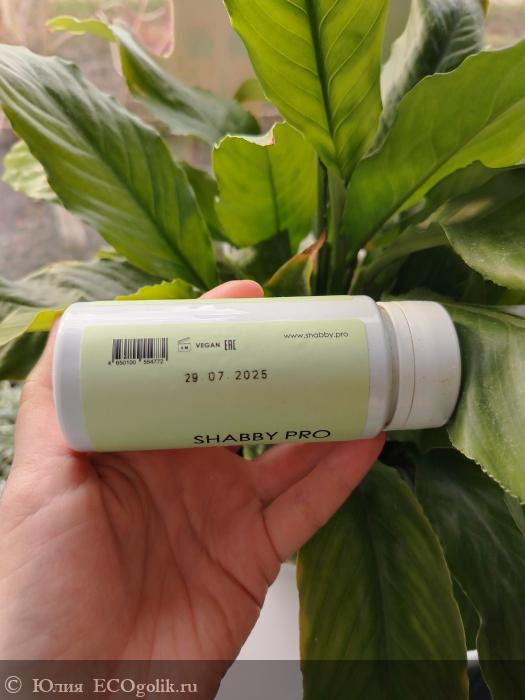 VEGAN EAC
www.shabby.pro
4 650100 554772
29.07.2025
SHABBY PRO
© Юлия ECOgolik.ru